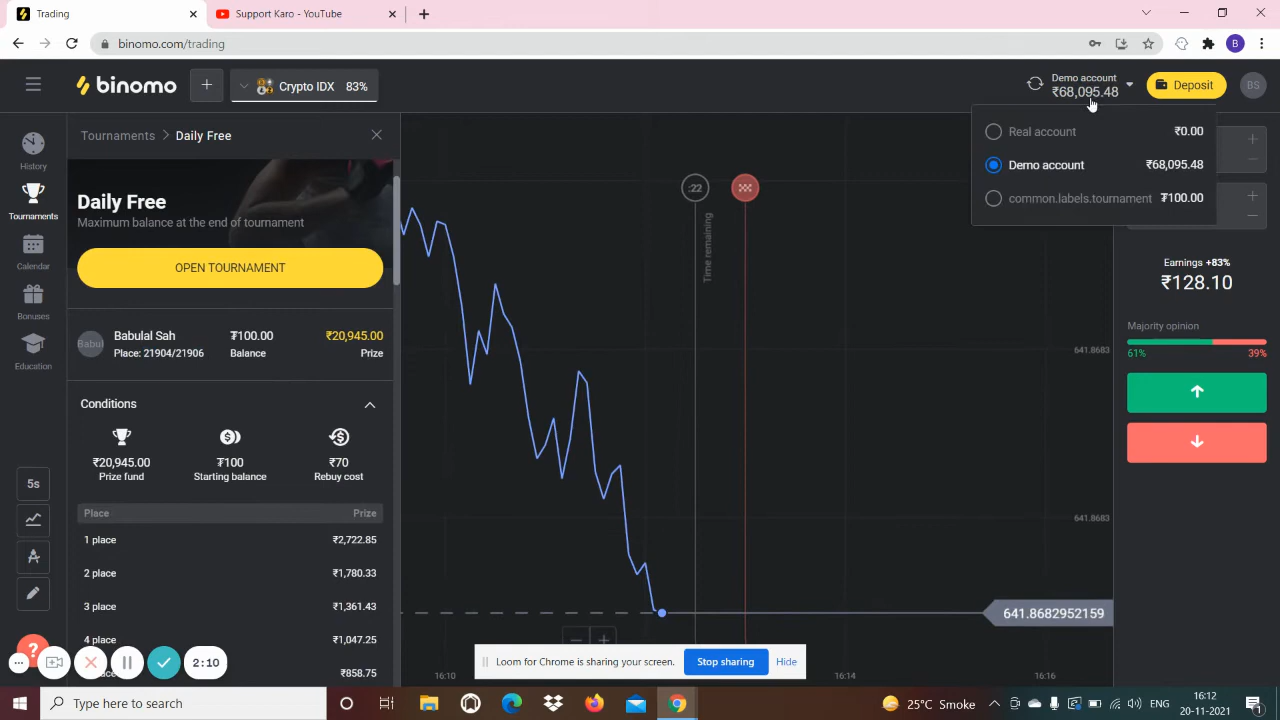 Trading
Support Karo - YouTube
binomo.com/trading
B
binomo
Crypto IDX 83%
Demo account
₹68,095.48
Deposit
BS
Real account ₹0.00
Demo account ₹68,095.48
common.labels.tournament ₮100.00
History
Tournaments
Calendar
Bonuses
Education
5s
Tournaments Daily Free
Daily Free
Maximum balance at the end of tournament
OPEN TOURNAMENT
Babul
Babulal Sah ₮100.00 ₹20,945.00
Place: 21904/21906 Balance Prize
Conditions
₹20,945.00 ₮100 ₹70
Prize fund Starting balance Rebuy cost
Place Prize
1 place ₹2,722.85
2 place ₹1,780.33
3 place ₹1,361.43
4 place ₹1,047.25
₹858.75
:22
Time remaining
641.8683
641.8683
641.8682952159
16:10
16:14
16:16
Earnings +83%
₹128.10
Majority opinion
61% 39%
?
2:10
Loom for Chrome is sharing your screen. Stop sharing Hide
Type here to search
25°C Smoke
ENG
16:12
20-11-2021
1